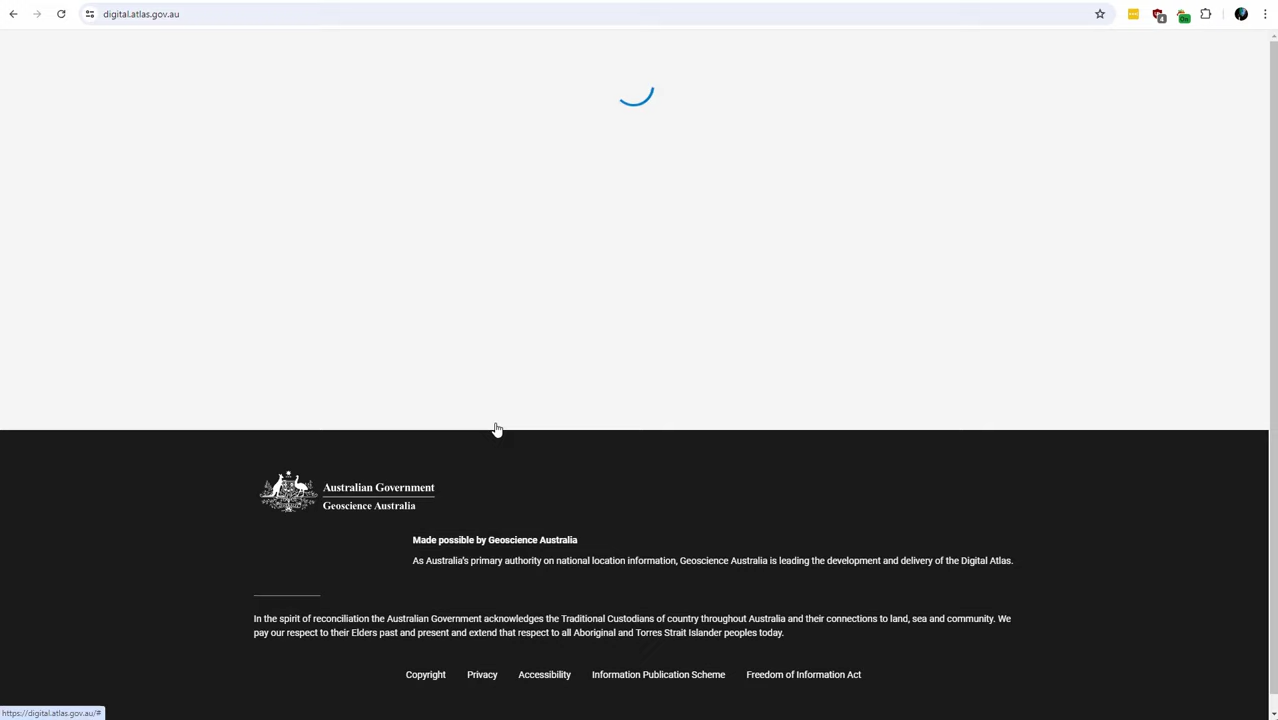 digital.atlas.gov.au
4
On
Australian Government
Geoscience Australia
Made possible by Geoscience Australia
As Australia's primary authority on national location information, Geoscience Australia is leading the development and delivery of the Digital Atlas.
In the spirit of reconciliation the Australian Government acknowledges the Traditional Custodians of country throughout Australia and their connections to land, sea and community. We
pay our respect to their Elders past and present and extend that respect to all Aboriginal and Torres Strait Islander peoples today.
Copyright Privacy Accessibility Information Publication Scheme Freedom of Information Act
https://digital.atlas.gov.au/#